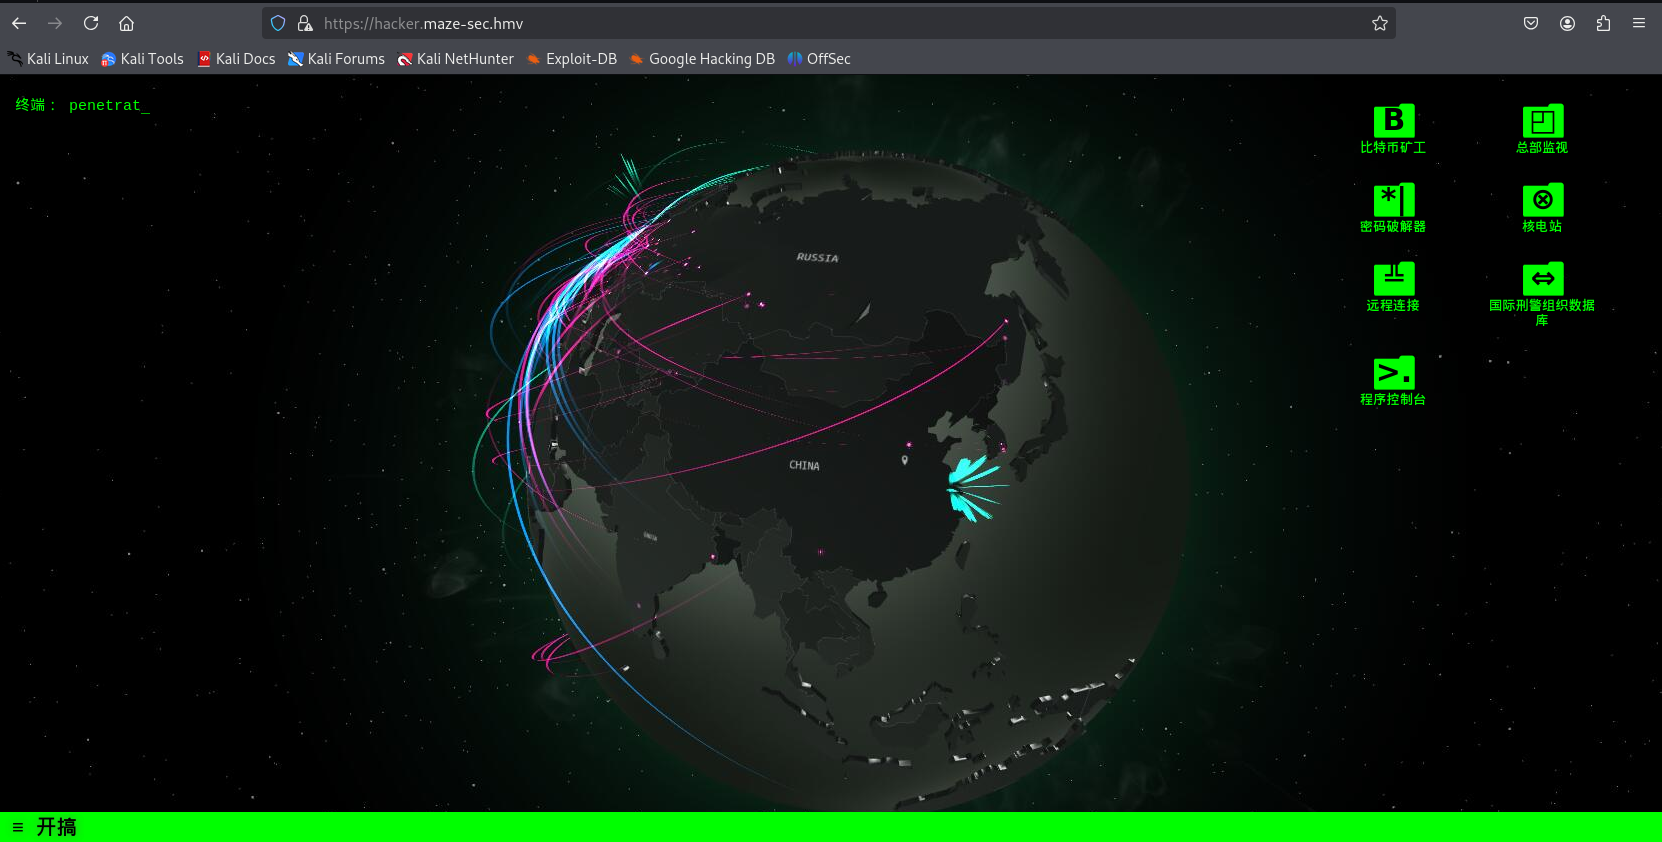 https://hacker.maze-sec.hmv
Kali Linux
Kali Tools
Kali Docs
Kali Forums
Kali NetHunter
Exploit-DB
Google Hacking DB
OffSec
终端： penetrat_
B
比特币矿工
总部监视
密码破解器
核电站
远程连接
国际刑警组织数据
库
>.
程序控制台
RUSSIA
CHINA
≡ 开搞